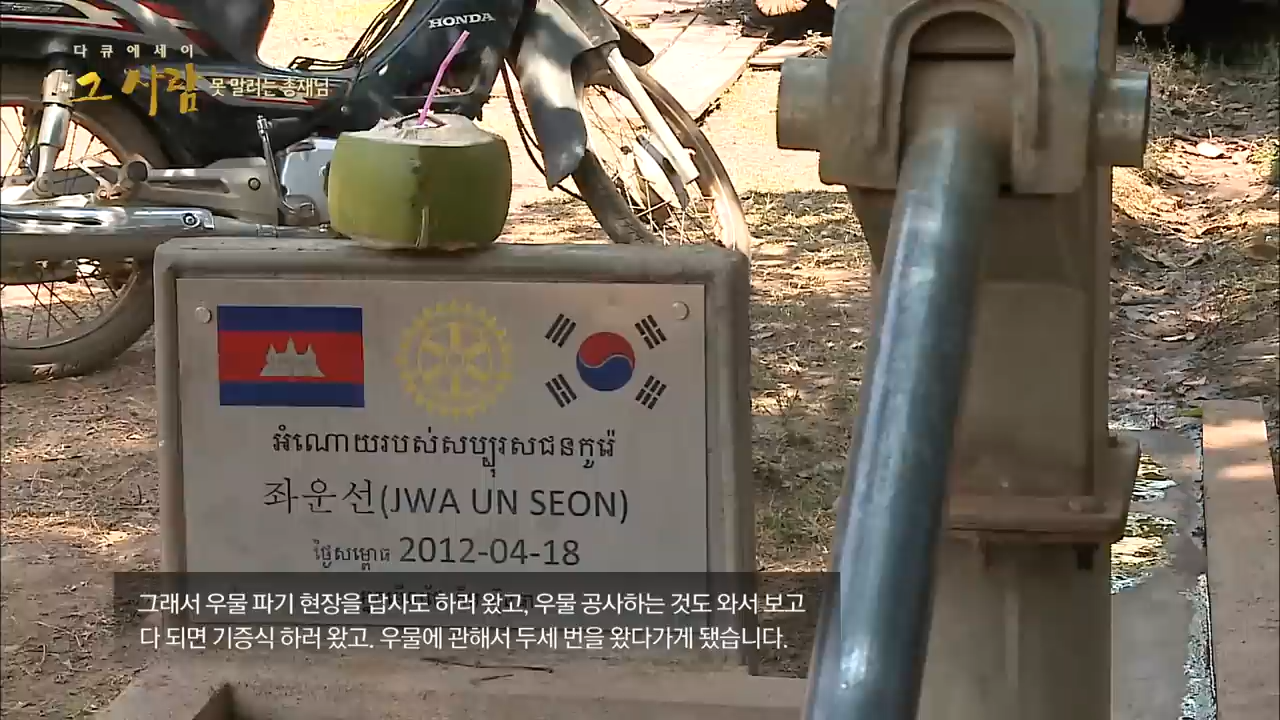 HONDA
다큐에세이
그 사람 못 말리는 총재님
អំណោយរបស់សប្បុរសជនកូរ៉េ
좌운선(JWA UN SEON)
ថ្ងៃសម្ពោធ 2012-04-18
그래서 우물 파기 현장을 답사도 하러 왔고, 우물 공사하는 것도 와서 보고
다 되면 기증식 하러 왔고. 우물에 관해서 두세 번을 왔다가게 됐습니다.